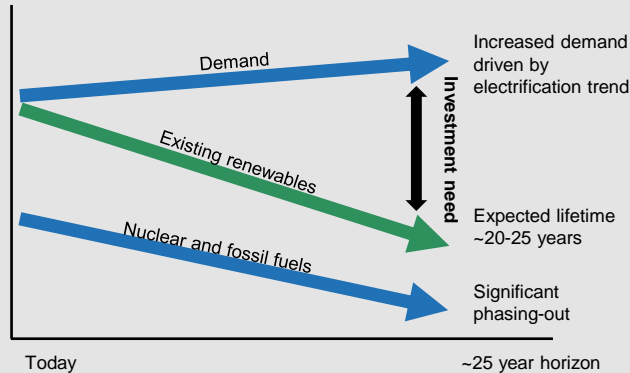 Demand
Increased demand
driven by
electrification trend
Existing renewables
Investment need
Expected lifetime
~20-25 years
Nuclear and fossil fuels
Significant
phasing-out
Today
~25 year horizon